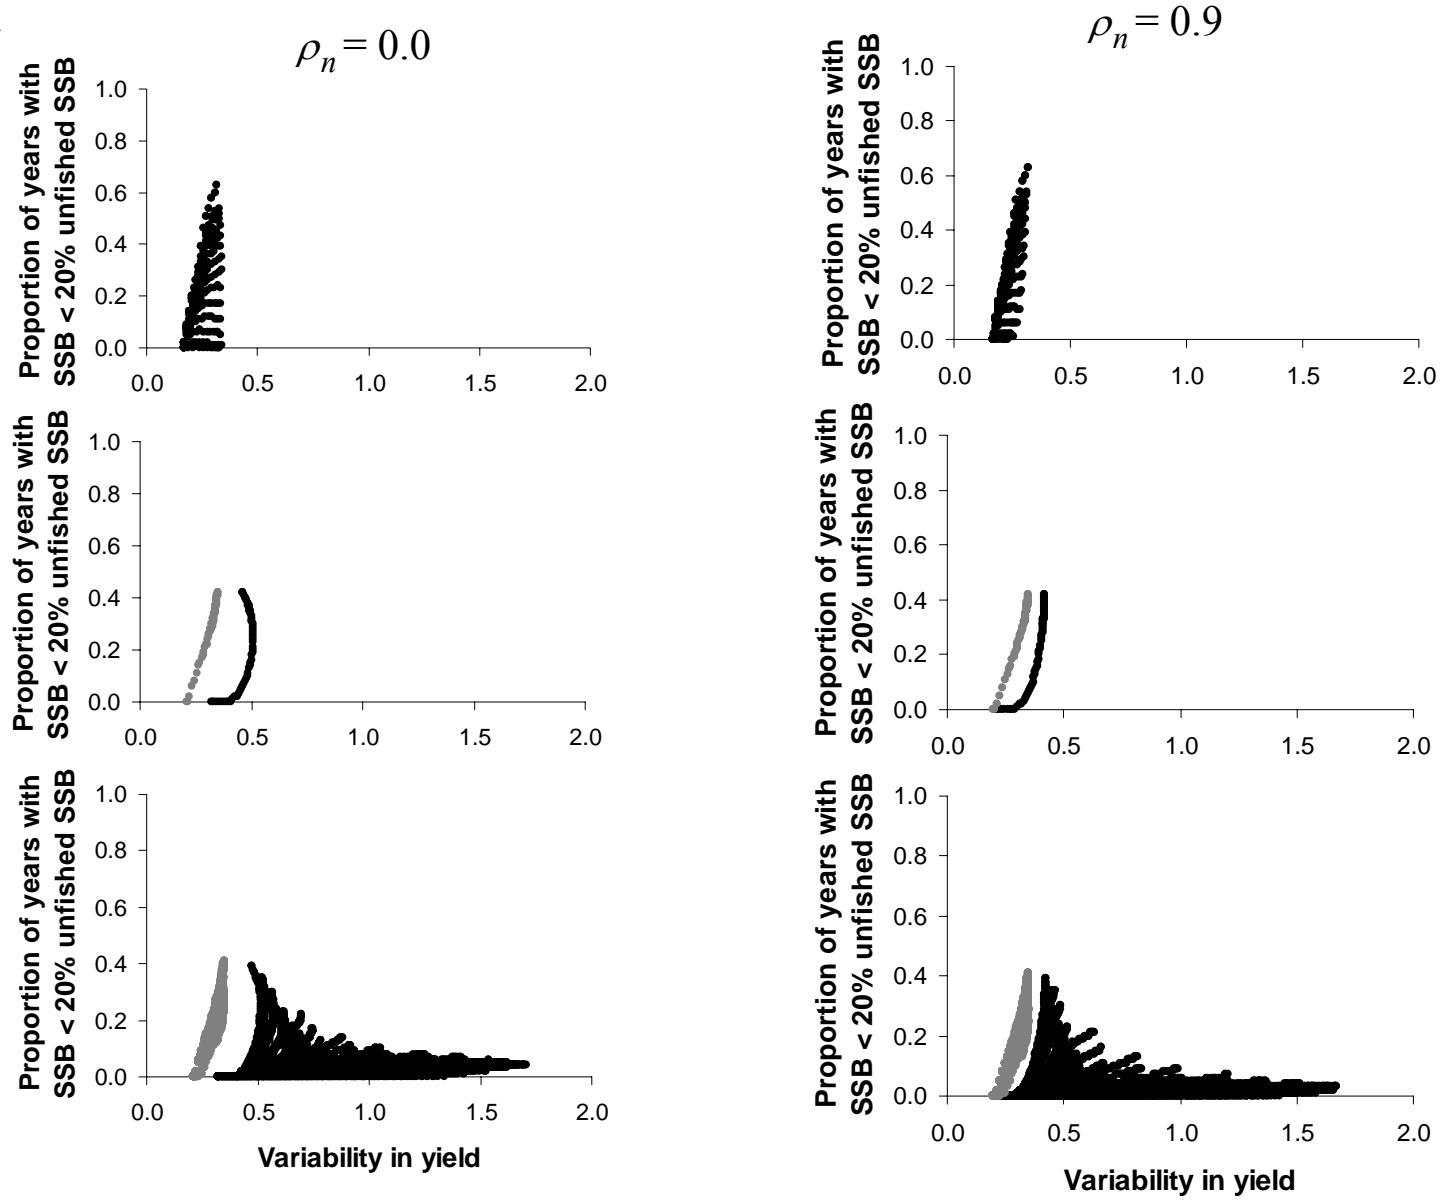 ρn = 0.0
Proportion of years with
SSB < 20% unfished SSB
1.0
0.8
0.6
0.4
0.2
0.0
0.0 0.5 1.0 1.5 2.0
ρn = 0.9
Proportion of years with
SSB < 20% unfished SSB
1.0
0.8
0.6
0.4
0.2
0.0
0.0 0.5 1.0 1.5 2.0
Proportion of years with
SSB < 20% unfished SSB
1.0
0.8
0.6
0.4
0.2
0.0
0.0 0.5 1.0 1.5 2.0
Proportion of years with
SSB < 20% unfished SSB
1.0
0.8
0.6
0.4
0.2
0.0
0.0 0.5 1.0 1.5 2.0
Proportion of years with
SSB < 20% unfished SSB
1.0
0.8
0.6
0.4
0.2
0.0
0.0 0.5 1.0 1.5 2.0
Variability in yield
Proportion of years with
SSB < 20% unfished SSB
1.0
0.8
0.6
0.4
0.2
0.0
0.0 0.5 1.0 1.5 2.0
Variability in yield